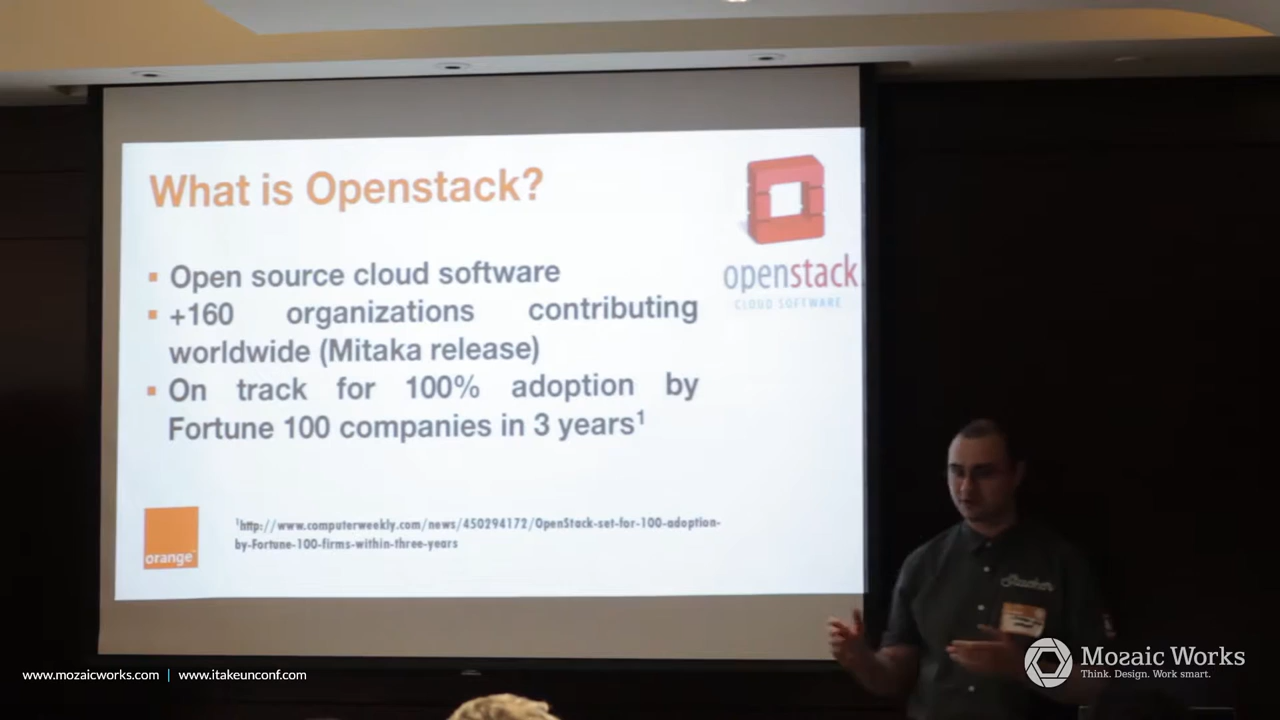 What is Openstack?
Open source cloud software
+160 organizations contributing
worldwide (Mitaka release)
On track for 100% adoption by
Fortune 100 companies in 3 years¹
openstack
CLOUD SOFTWARE
orange™
¹http://www.computerweekly.com/news/450294172/OpenStack-set-for-100-adoption-
by-Fortune-100-firms-within-three-years
Stacker
www.mozaicworks.com | www.itakeunconf.com
Mozaic Works
Think. Design. Work smart.